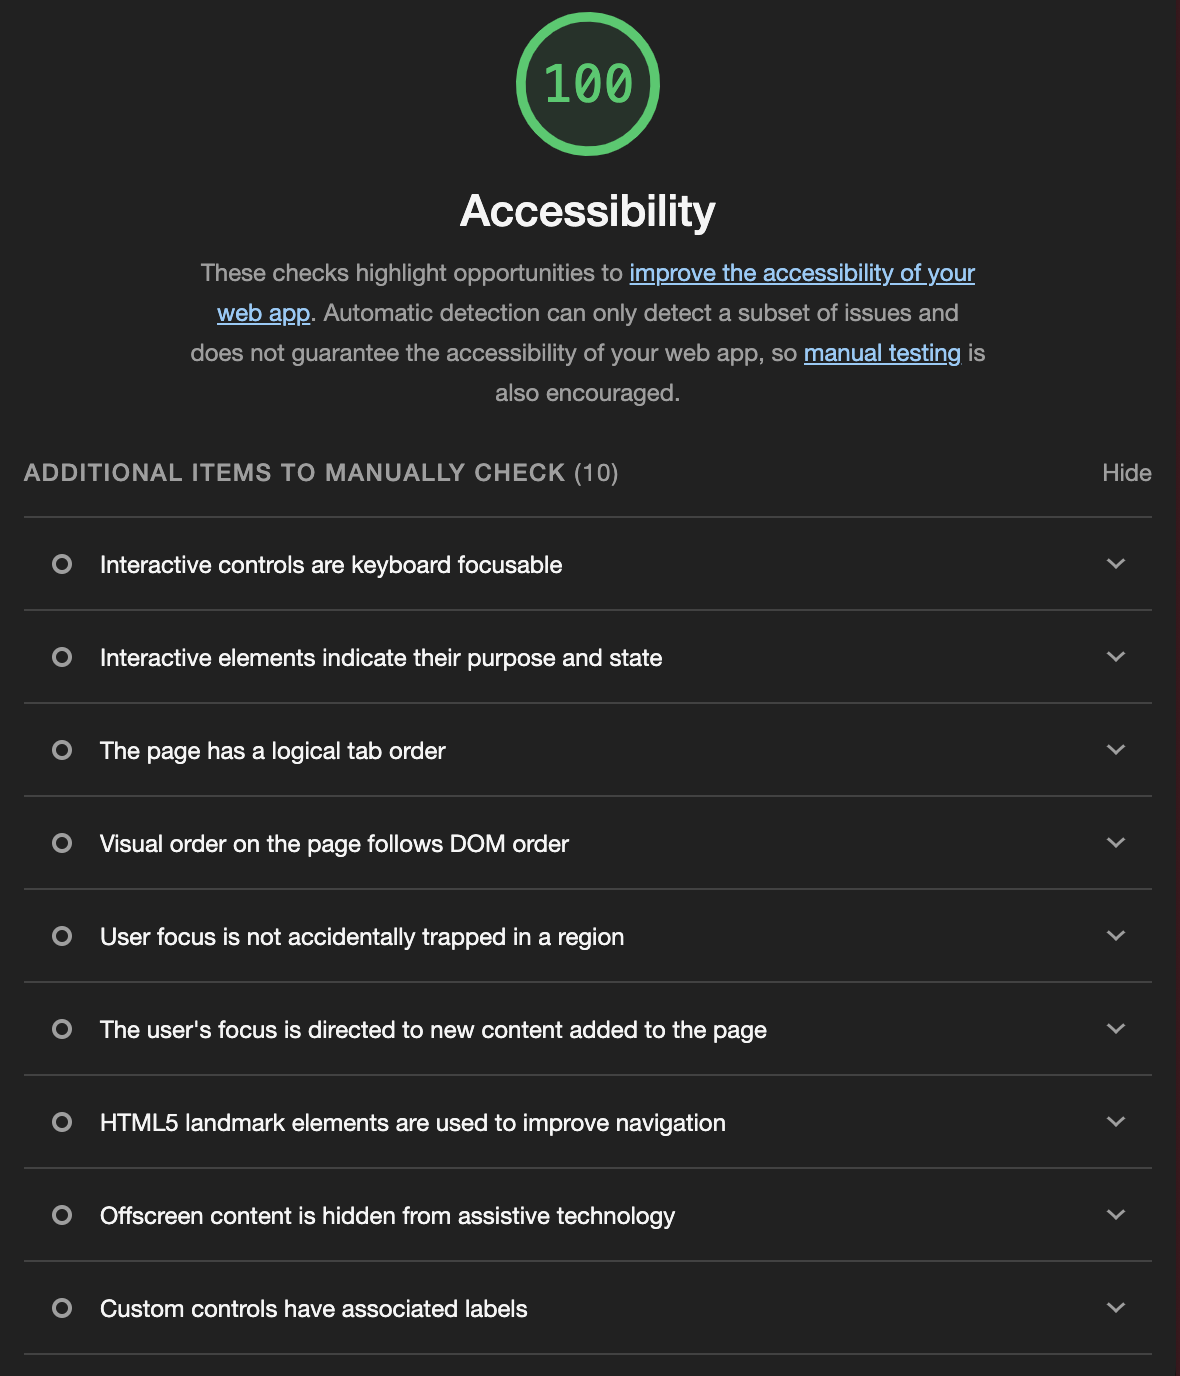 100
Accessibility
These checks highlight opportunities to improve the accessibility of your
web app. Automatic detection can only detect a subset of issues and
does not guarantee the accessibility of your web app, so manual testing is
also encouraged.
ADDITIONAL ITEMS TO MANUALLY CHECK (10) Hide
Interactive controls are keyboard focusable
Interactive elements indicate their purpose and state
The page has a logical tab order
Visual order on the page follows DOM order
User focus is not accidentally trapped in a region
The user's focus is directed to new content added to the page
HTML5 landmark elements are used to improve navigation
Offscreen content is hidden from assistive technology
Custom controls have associated labels